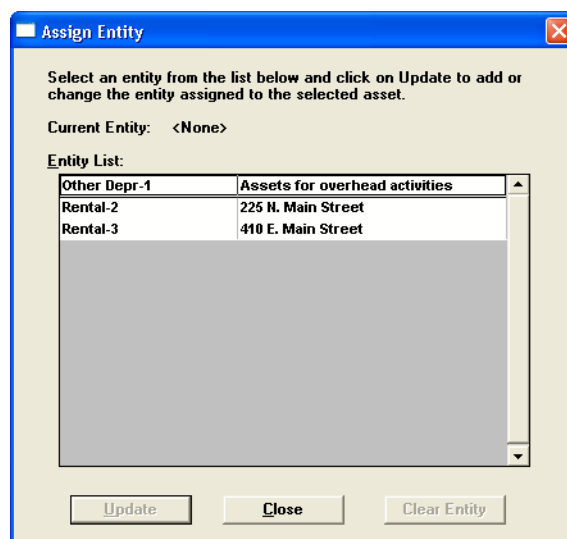 Assign Entity
Select an entity from the list below and click on Update to add or
change the entity assigned to the selected asset.
Current Entity: <None>
Entity List:
Other Depr-1 Assets for overhead activities
Rental-2 225 N. Main Street
Rental-3 410 E. Main Street
Update Close Clear Entity